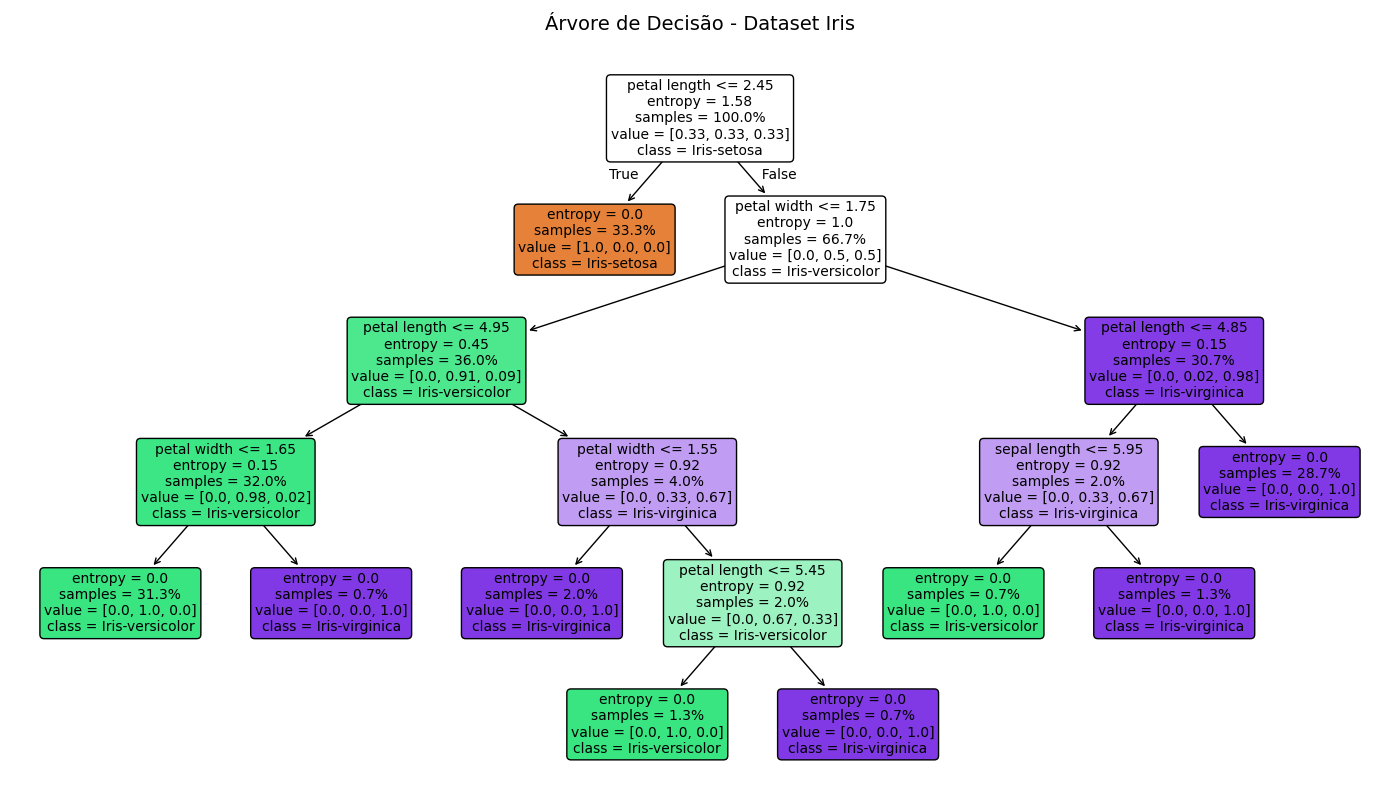 Árvore de Decisão - Dataset Iris
petal length <= 2.45
entropy = 1.58
samples = 100.0%
value = [0.33, 0.33, 0.33]
class = Iris-setosa
True
False
entropy = 0.0
samples = 33.3%
value = [1.0, 0.0, 0.0]
class = Iris-setosa
petal width <= 1.75
entropy = 1.0
samples = 66.7%
value = [0.0, 0.5, 0.5]
class = Iris-versicolor
petal length <= 4.95
entropy = 0.45
samples = 36.0%
value = [0.0, 0.91, 0.09]
class = Iris-versicolor
petal length <= 4.85
entropy = 0.15
samples = 30.7%
value = [0.0, 0.02, 0.98]
class = Iris-virginica
petal width <= 1.65
entropy = 0.15
samples = 32.0%
value = [0.0, 0.98, 0.02]
class = Iris-versicolor
petal width <= 1.55
entropy = 0.92
samples = 4.0%
value = [0.0, 0.33, 0.67]
class = Iris-virginica
sepal length <= 5.95
entropy = 0.92
samples = 2.0%
value = [0.0, 0.33, 0.67]
class = Iris-virginica
entropy = 0.0
samples = 28.7%
value = [0.0, 0.0, 1.0]
class = Iris-virginica
entropy = 0.0
samples = 31.3%
value = [0.0, 1.0, 0.0]
class = Iris-versicolor
entropy = 0.0
samples = 0.7%
value = [0.0, 0.0, 1.0]
class = Iris-virginica
entropy = 0.0
samples = 2.0%
value = [0.0, 0.0, 1.0]
class = Iris-virginica
petal length <= 5.45
entropy = 0.92
samples = 2.0%
value = [0.0, 0.67, 0.33]
class = Iris-versicolor
entropy = 0.0
samples = 0.7%
value = [0.0, 1.0, 0.0]
class = Iris-versicolor
entropy = 0.0
samples = 1.3%
value = [0.0, 0.0, 1.0]
class = Iris-virginica
entropy = 0.0
samples = 1.3%
value = [0.0, 1.0, 0.0]
class = Iris-versicolor
entropy = 0.0
samples = 0.7%
value = [0.0, 0.0, 1.0]
class = Iris-virginica